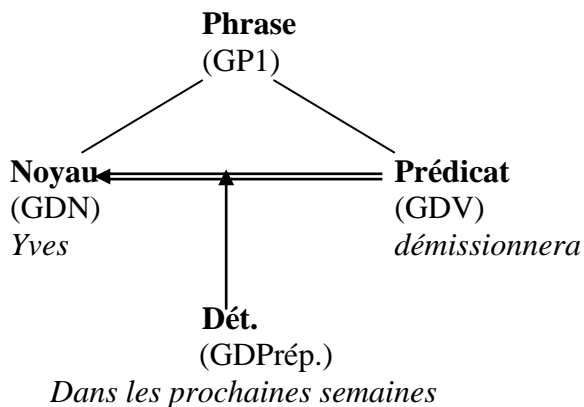 Phrase
(GP1)
Noyau
(GDN)
Yves
Prédicat
(GDV)
démissionnera
Dét.
(GDPrép.)
Dans les prochaines semaines